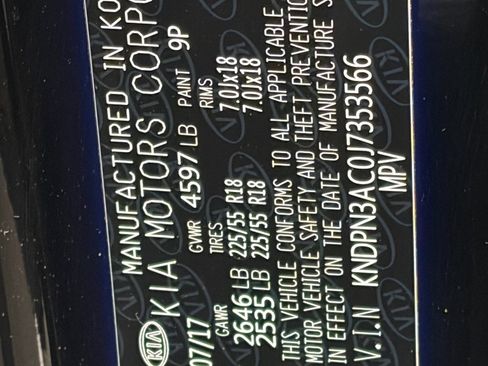 MANUFACTURED IN KO
KIA KIA MOTORS CORPO
07/17 GVWR 4597 LB PAINT 9P
GAWR TIRES RIMS
2646 LB 225/55 R18 7.0Jx18
2535 LB 225/55 R18 7.0Jx18
THIS VEHICLE CONFORMS TO ALL APPLICABLE
MOTOR VEHICLE SAFETY AND THEFT PREVENTIO
IN EFFECT ON THE DATE OF MANUFACTURE S
V.I.N KNDPN3AC0J7353566
MPV